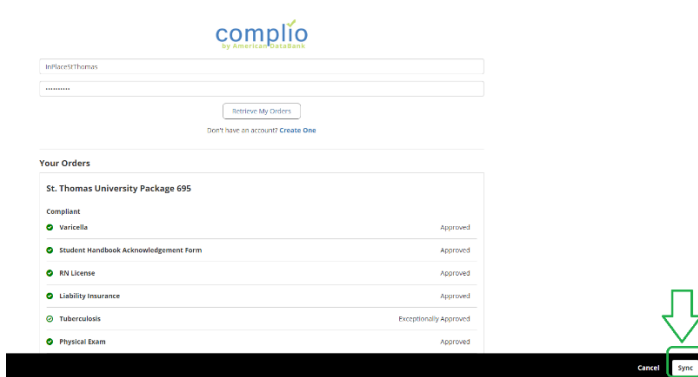 complio
by American DataBank
InPlaceStThomas
Retrieve My Orders
Don't have an account? Create One
Your Orders
St. Thomas University Package 695
Compliant
Varicella Approved
Student Handbook Acknowledgement Form Approved
RN License Approved
Liability Insurance Approved
Tuberculosis Exceptionally Approved
Physical Exam Approved
Cancel Sync